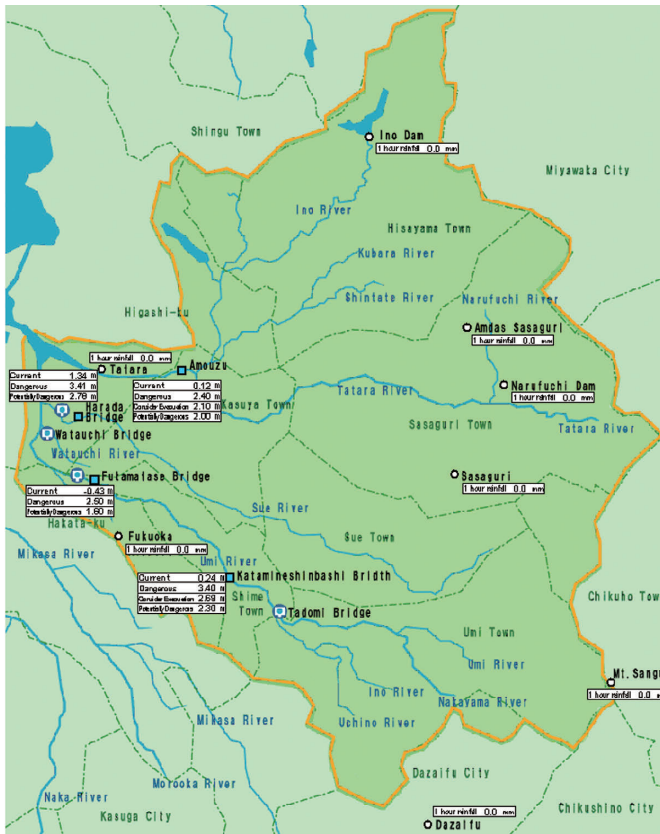 Shingu Town
Ino Dam
1 hour rainfall 0.0 mm
Miyawaka City
Ino River
Hisayama Town
Kubara River
Shintate River
Narufuchi River
Higashi-ku
Amdas Sasaguri
1 hour rainfall 0.0 mm
1 hour rainfall 0.0 mm
Tatara
Amouzu
Current 1.34 m
Dangerous 3.41 m
Potentially Dangerous 2.78 m
Current 0.12 m
Dangerous 2.40 m
Consider Evacuation 2.10 m
Potentially Dangerous 2.00 m
Narufuchi Dam
1 hour rainfall 0.0 mm
Tatara River
Kasuya Town
Harada
Bridge
Sasaguri Town
Tatara River
Watauchi Bridge
Watauchi River
Futamatase Bridge
Sasaguri
1 hour rainfall 0.0 mm
Current -0.43 m
Dangerous 2.50 m
Potentially Dangerous 1.60 m
Sue River
Hakata-ku
Fukuoka
1 hour rainfall 0.0 mm
Sue Town
Mikasa River
Umi River
Katamineshinbashi Bridth
Current 0.24 m
Dangerous 3.40 m
Consider Evacuation 2.69 m
Potentially Dangerous 2.30 m
Shime
Town
Tadomi Bridge
Chikuho Town
Umi Town
Umi River
Mt. Sangu
1 hour rainfall 0.0 mm
Ino River
Nakayama River
Uchino River
Mikasa River
Morooka River
Dazaifu City
Naka River
Kasuga City
1 hour rainfall 0.0 mm
Dazaifu
Chikushino City